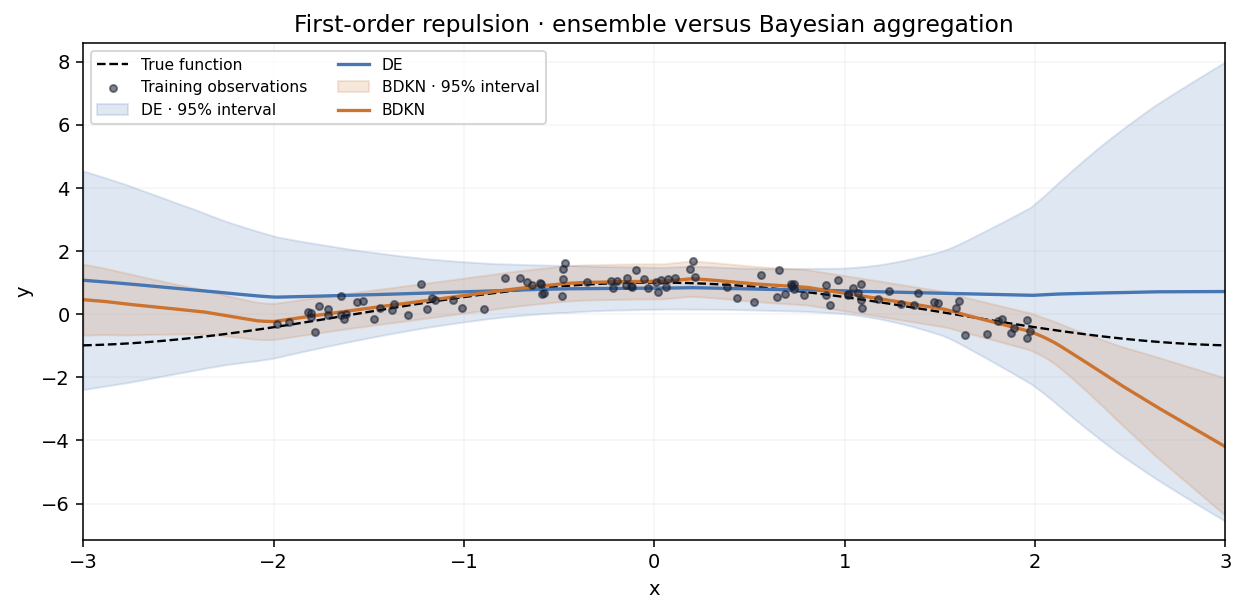 First-order repulsion · ensemble versus Bayesian aggregation
True function
Training observations
DE · 95% interval
DE
BDKN · 95% interval
BDKN
y
8
6
4
2
0
−2
−4
−6
−3
−2
−1
0
1
2
3
x